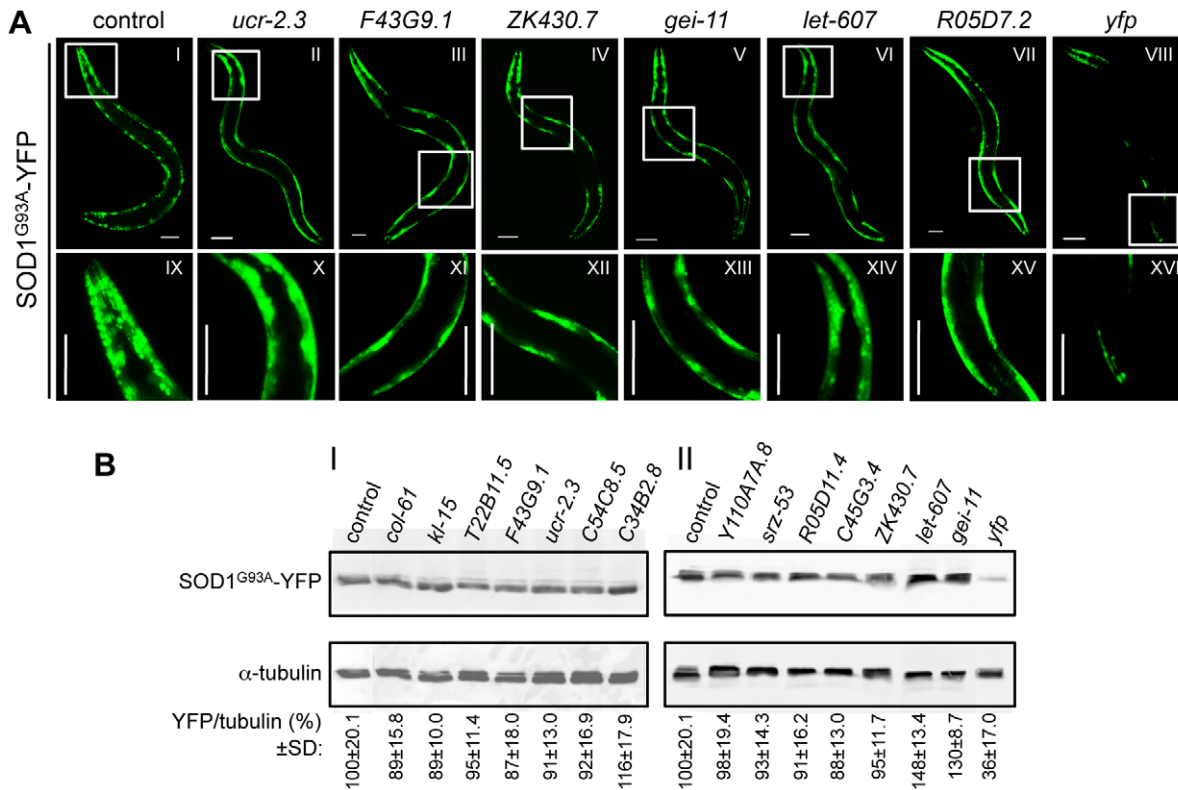 A
control ucr-2.3 F43G9.1 ZK430.7 gei-11 let-607 R05D7.2 yfp
SOD1G93A-YFP
I II III IV V VI VII VIII
IX X XI XII XIII XIV XV XVI
B
I
control col-61 kl-15 T22B11.5 F43G9.1 ucr-2.3 C54C8.5 C34B2.8
II
control Y110A7A.8 srz-53 R05D11.4 C45G3.4 ZK430.7 let-607 gei-11 yfp
SOD1G93A-YFP
α-tubulin
YFP/tubulin (%)
±SD:
100±20.1 89±15.8 89±10.0 95±11.4 87±18.0 91±13.0 92±16.9 116±17.9
100±20.1 98±19.4 93±14.3 91±16.2 88±13.0 95±11.7 148±13.4 130±8.7 36±17.0